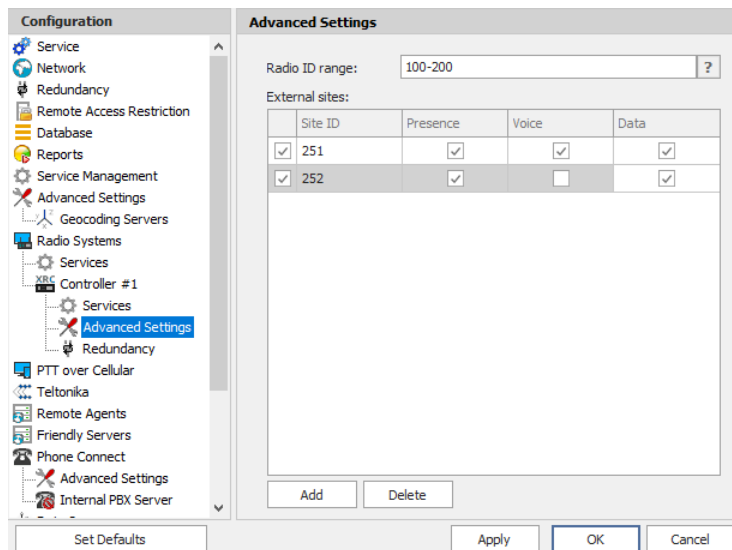 Configuration
Service
Network
Redundancy
Remote Access Restriction
Database
Reports
Service Management
Advanced Settings
Geocoding Servers
Radio Systems
Services
XRC Controller #1
Services
Advanced Settings
Redundancy
PTT over Cellular
Teltonika
Remote Agents
Friendly Servers
Phone Connect
Advanced Settings
Internal PBX Server
Set Defaults
Advanced Settings
Radio ID range: 100-200 ?
External sites:
Site ID Presence Voice Data
251
252
Add Delete
Apply OK Cancel